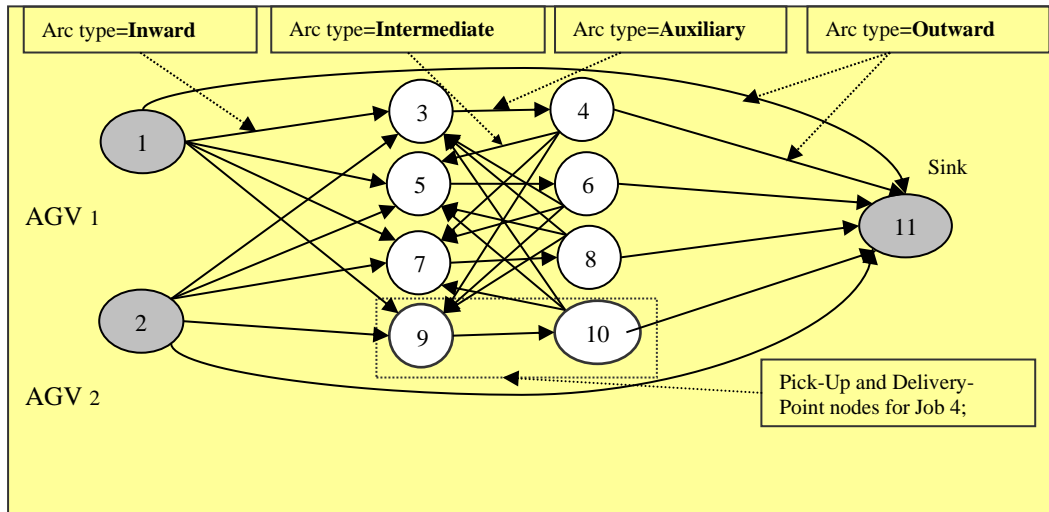 Arc type=Inward
Arc type=Intermediate
Arc type=Auxiliary
Arc type=Outward
3
4
1
Sink
5
6
AGV 1
11
7
8
2
9
10
AGV 2
Pick-Up and Delivery-
Point nodes for Job 4;